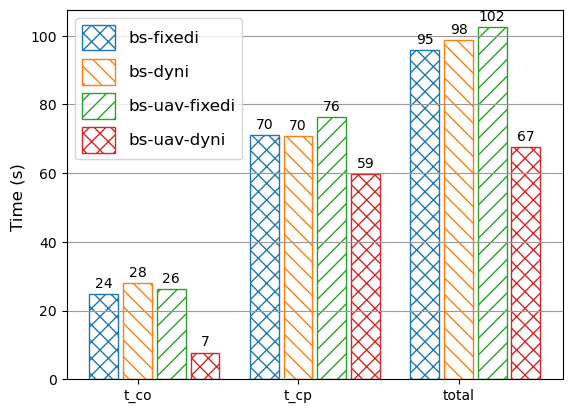 bs-fixedi
bs-dyni
bs-uav-fixedi
bs-uav-dyni
Time (s)
100
80
60
40
20
0
24
28
26
7
70
70
76
59
95
98
102
67
t_co
t_cp
total